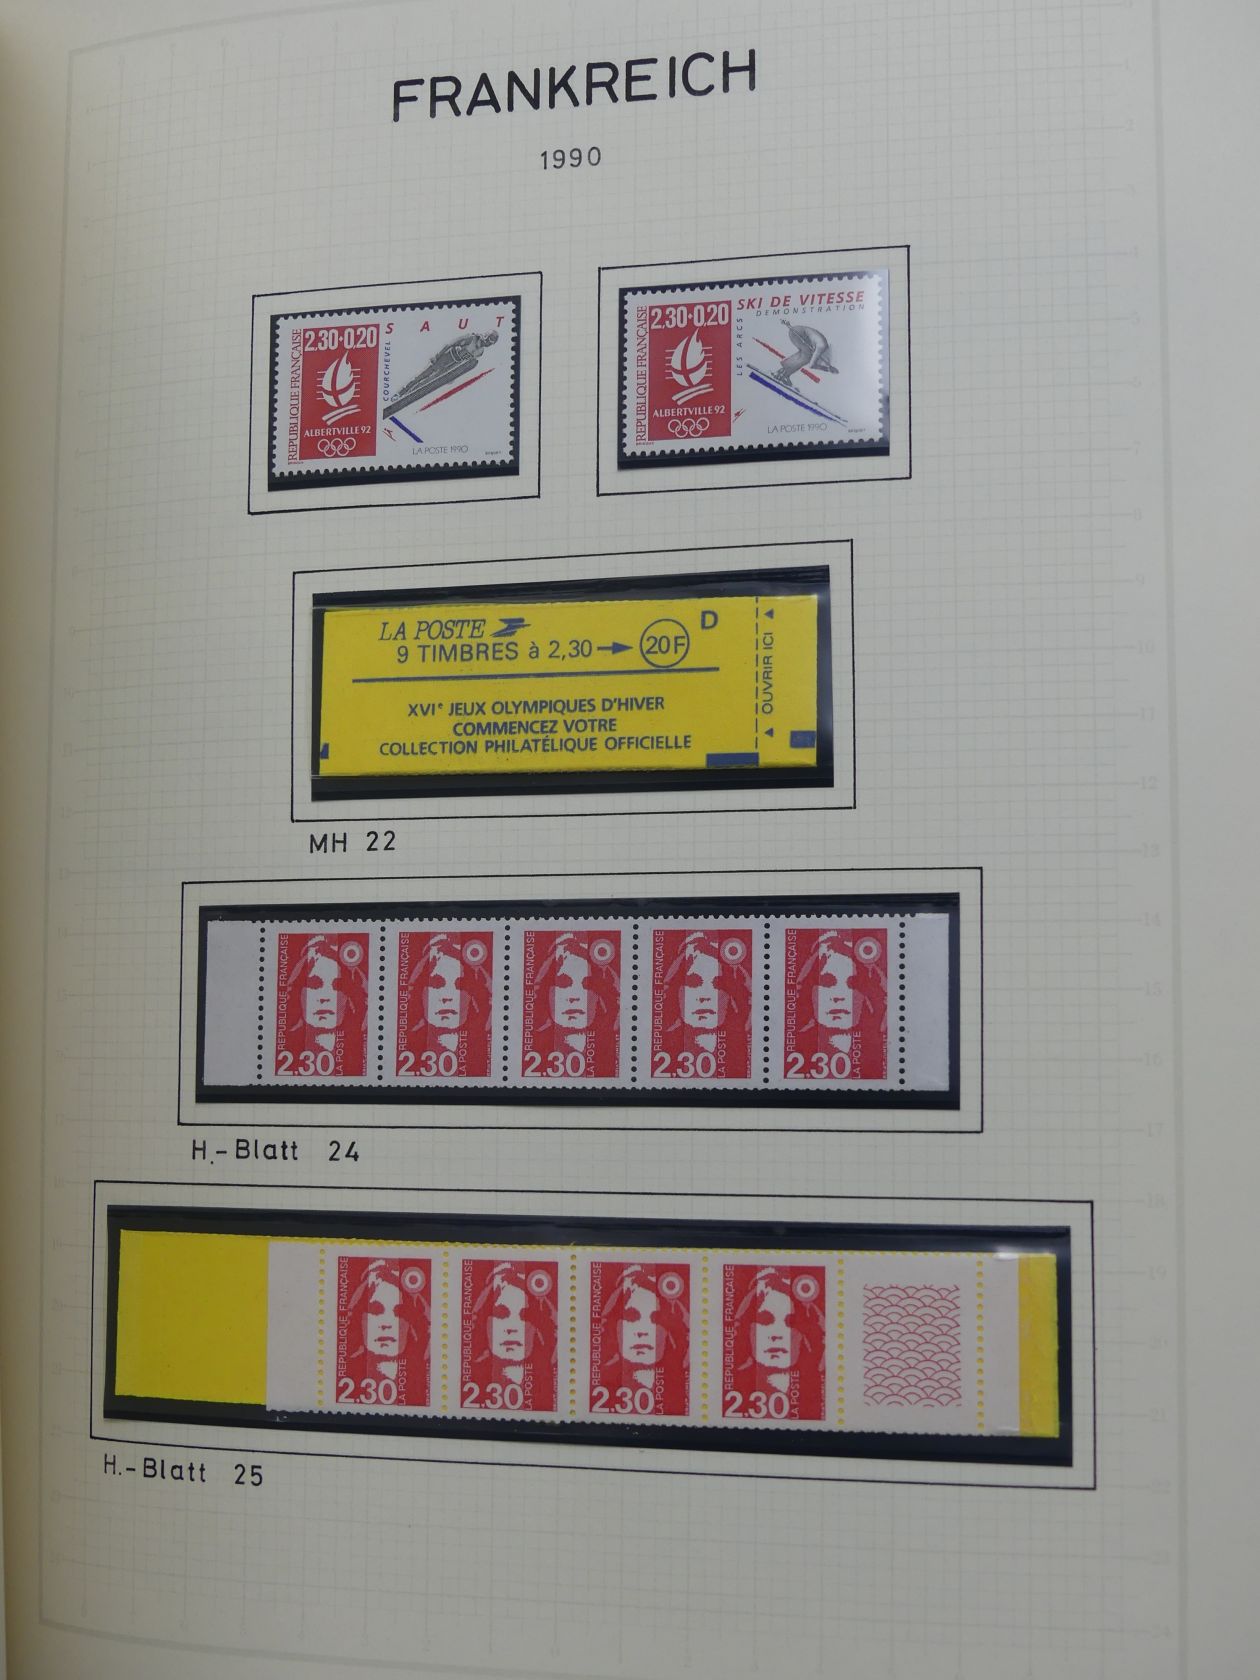 FRANKREICH
1990
REPUBLIQUE FRANÇAISE
2.30+0.20
ALBERTVILLE 92
SAUT
COURCHEVEL
LA POSTE 1990
REPUBLIQUE FRANÇAISE
2.30+0.20
ALBERTVILLE 92
SKI DE VITESSE
DEMONSTRATION
LES ARCS
LA POSTE 1990
LA POSTE
D
9 TIMBRES à 2,30 → 20F
XVIe JEUX OLYMPIQUES D'HIVER
COMMENCEZ VOTRE
COLLECTION PHILATÉLIQUE OFFICIELLE
▲ OUVRIR ICI ▲
MH 22
REPUBLIQUE FRANÇAISE
2.30
LA POSTE
REPUBLIQUE FRANÇAISE
2.30
LA POSTE
REPUBLIQUE FRANÇAISE
2.30
LA POSTE
REPUBLIQUE FRANÇAISE
2.30
LA POSTE
REPUBLIQUE FRANÇAISE
2.30
LA POSTE
H.-Blatt 24
REPUBLIQUE FRANÇAISE
2.30
LA POSTE
REPUBLIQUE FRANÇAISE
2.30
LA POSTE
REPUBLIQUE FRANÇAISE
2.30
LA POSTE
REPUBLIQUE FRANÇAISE
2.30
LA POSTE
H.-Blatt 25